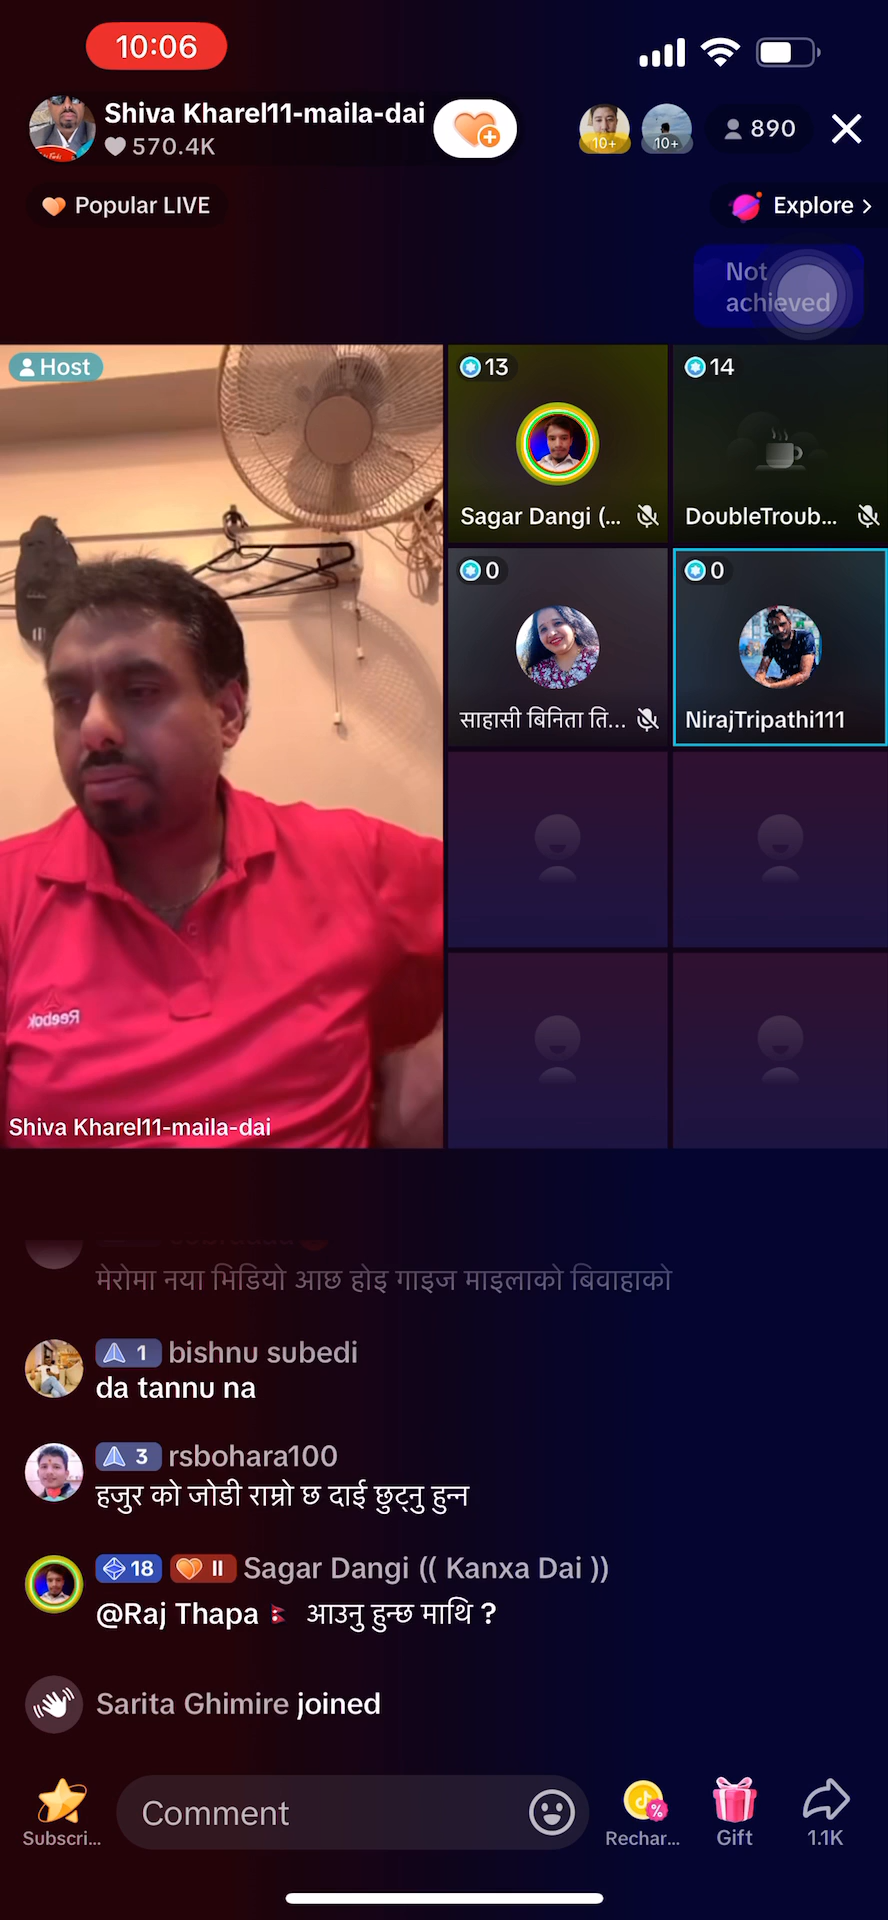 10:06
Shiva Kharel11-maila-dai
570.4K
10+
10+
890
Popular LIVE
Explore
Not
achieved
Host
13
14
Sagar Dangi (...
DoubleTroub...
0
0
साहासी बिनिता ति...
NirajTripathi111
Reebok
Shiva Kharel11-maila-dai
मेरोमा नया भिडियो आछ होइ गाइज माइलाको बिवाहाको
1 bishnu subedi
da tannu na
3 rsbohara100
हजुर को जोडी राम्रो छ दाई छुट्नु हुन्न
18 II Sagar Dangi (( Kanxa Dai ))
@Raj Thapa आउनु हुन्छ माथि ?
Sarita Ghimire joined
Comment
Subscri...
Rechar...
Gift
1.1K